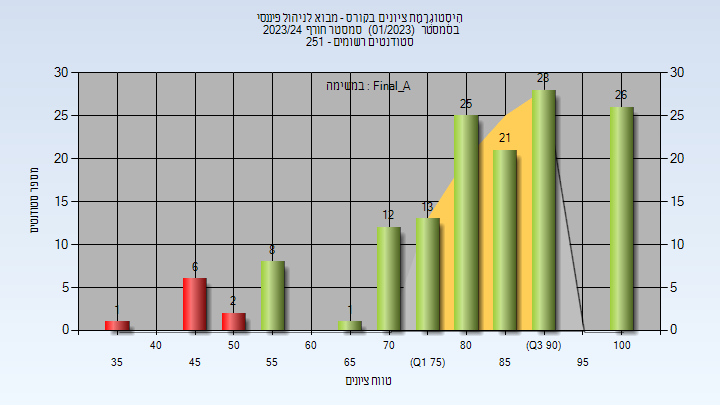 היסטוגרמת ציונים בקורס - מבוא לניהול פיננסי
בסמסטר (01/2023) סמסטר חורף 2023/24
סטודנטים רשומים - 251
במשימה : Final_A
מספר סטודנטים
30 25 20 15 10 5 0
30 25 20 15 10 5 0
1 6 2 8 1 12 13 25 21 28 26
40 50 60 70 80 (Q3 90) 100
35 45 55 65 (Q1 75) 85 95
טווח ציונים